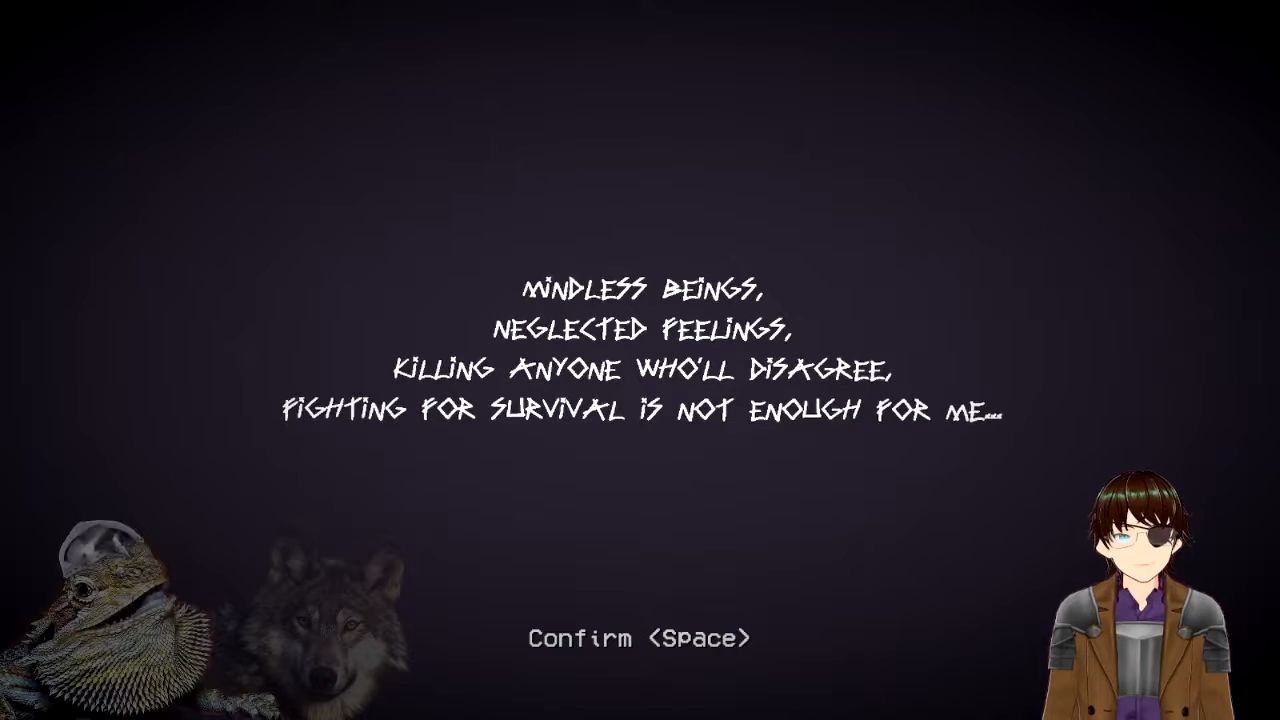 MINDLESS BEINGS,
NEGLECTED FEELINGS,
KILLING ANYONE WHO'LL DISAGREE,
FIGHTING FOR SURVIVAL IS NOT ENOUGH FOR ME...
Confirm <Space>